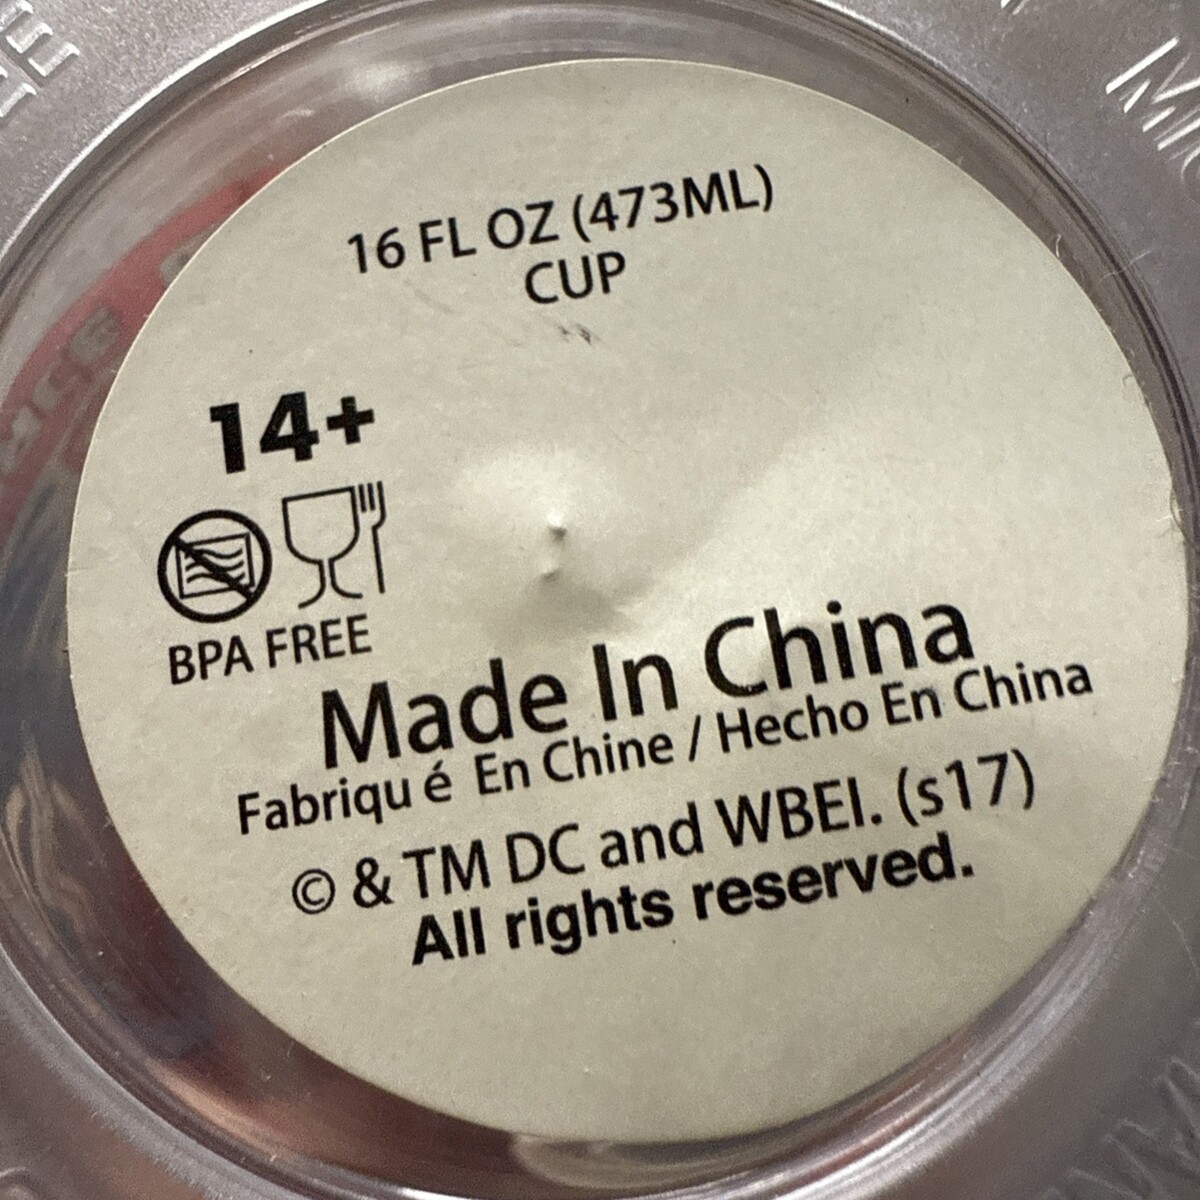 16 FL OZ (473ML)
CUP
14+
BPA FREE
Made In China
Fabriqu é En Chine / Hecho En China
© & TM DC and WBEI. (s17)
All rights reserved.